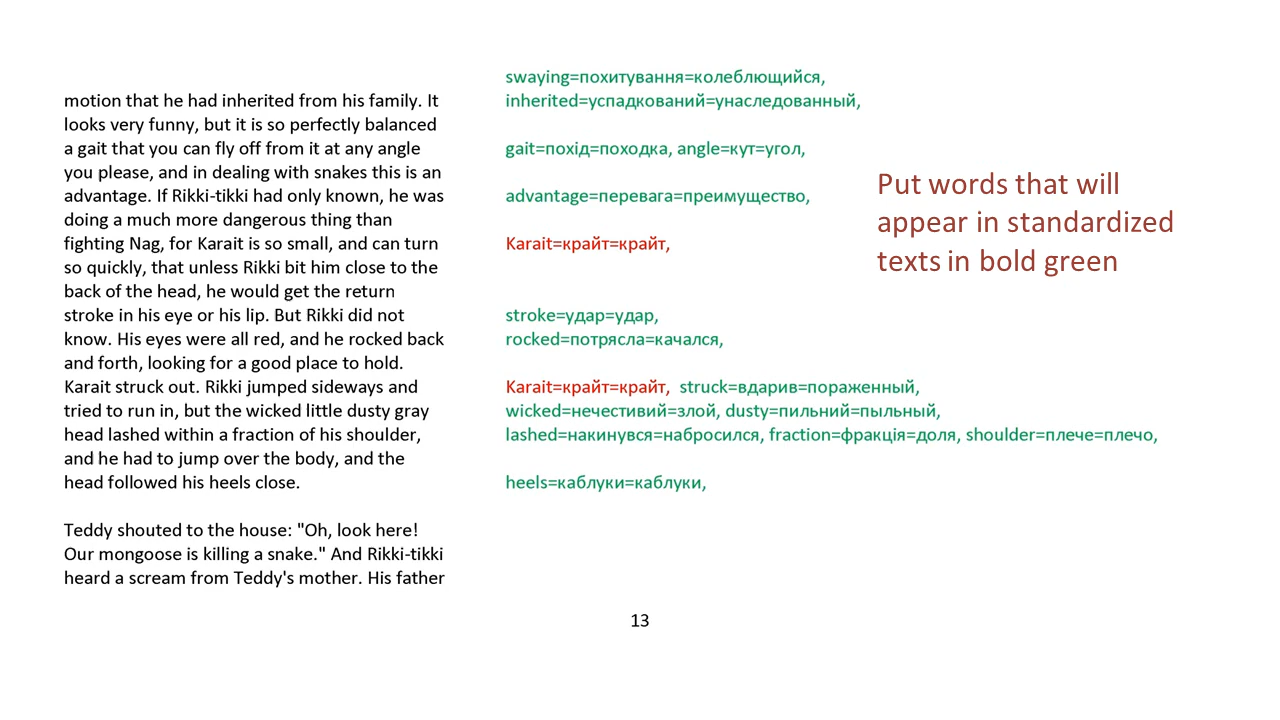 motion that he had inherited from his family. It
looks very funny, but it is so perfectly balanced
a gait that you can fly off from it at any angle
you please, and in dealing with snakes this is an
advantage. If Rikki-tikki had only known, he was
doing a much more dangerous thing than
fighting Nag, for Karait is so small, and can turn
so quickly, that unless Rikki bit him close to the
back of the head, he would get the return
stroke in his eye or his lip. But Rikki did not
know. His eyes were all red, and he rocked back
and forth, looking for a good place to hold.
Karait struck out. Rikki jumped sideways and
tried to run in, but the wicked little dusty gray
head lashed within a fraction of his shoulder,
and he had to jump over the body, and the
head followed his heels close.
Teddy shouted to the house: "Oh, look here!
Our mongoose is killing a snake." And Rikki-tikki
heard a scream from Teddy's mother. His father
swaying=похитування=колеблющийся,
inherited=успадкований=унаследованный,
gait=похід=походка, angle=кут=угол,
advantage=перевага=преимущество,
Karait=крайт=крайт,
stroke=удар=удар,
rocked=потрясла=качался,
Karait=крайт=крайт, struck=вдарив=пораженный,
wicked=нечестивий=злой, dusty=пильний=пыльный,
lashed=накинувся=набросился, fraction=фракція=доля, shoulder=плече=плечо,
heels=каблуки=каблуки,
Put words that will
appear in standardized
texts in bold green
13